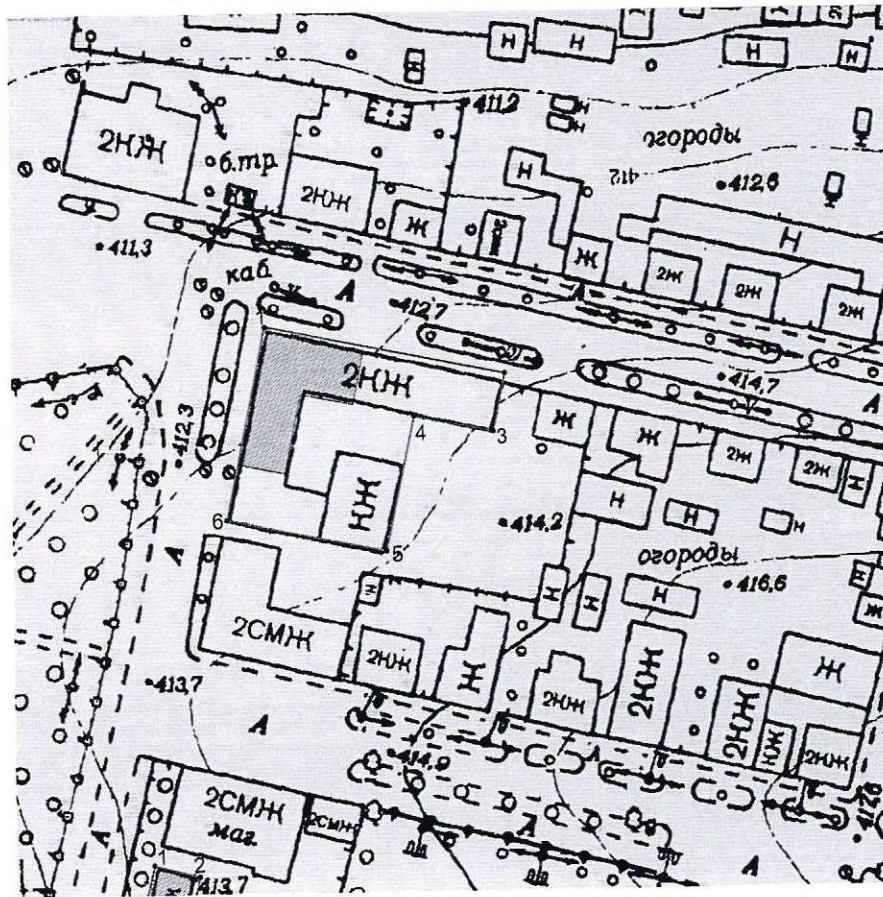 Н Н
Н
411,2
Н
2НЖ
б.тр.
огороды
Н
412
412,6
2НЖ
Ж
Н
411,3
Ж
2Ж
2Ж
2Ж
каб.
А
412,7
А
2НЖ
414,7
А
412,3
4
3
Ж
Ж
2Ж
2Ж
Н
НЖ
Н
Н
Н
6
414,2
5
огороды
А
416,6
Н
Н
Н
Н
Н
Ж
2СМЖ
2НЖ
Ж
2НЖ
2НЖ
Ж
413,7
2НЖ
НЖ
2НЖ
А
414,9
2СМЖ
маг.
2СМЖ
А
А
1
2
413,7
А